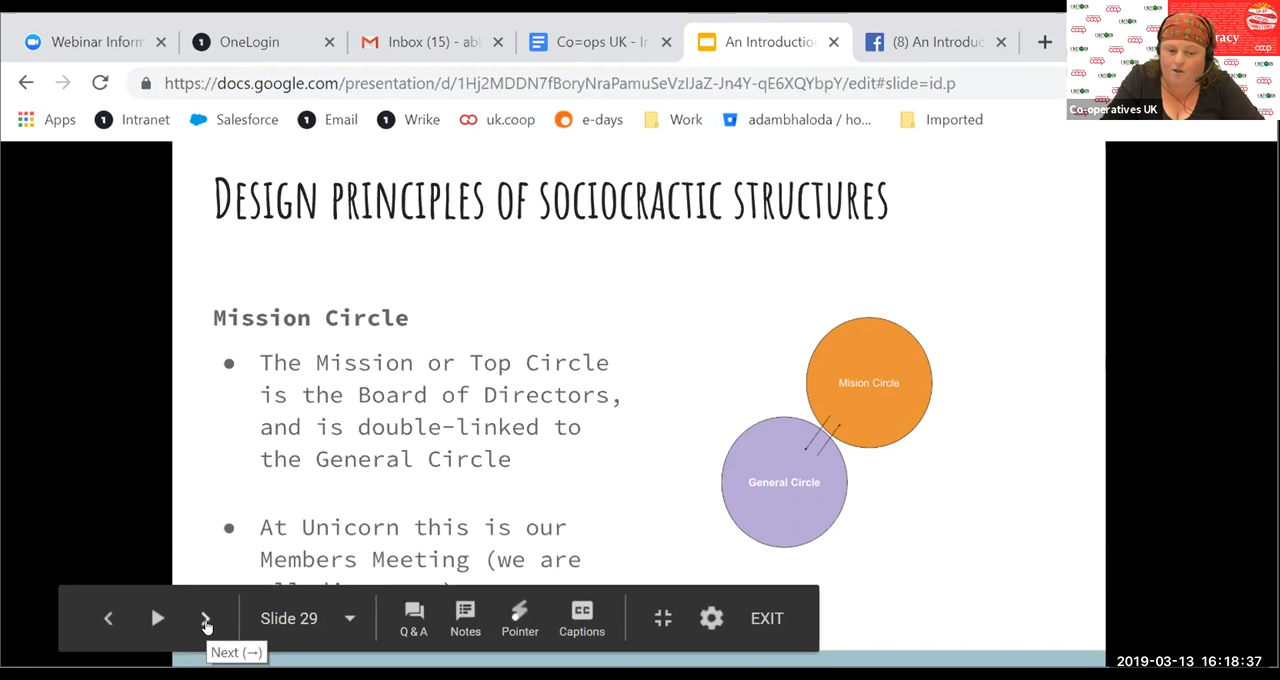 Webinar Inform
OneLogin
Inbox (15) - ab
Co=ops UK - I
An Introductio
(8) An Introduc
https://docs.google.com/presentation/d/1Hj2MDDN7fBoryNraPamuSeVzlJaZ-Jn4Y-qE6XQYbpY/edit#slide=id.p
Apps
Intranet
Salesforce
Email
Wrike
uk.coop
e-days
Work
adambhaloda / ho...
Imported
racy
coop
Co-operatives UK
Design principles of sociocractic structures
Mission Circle
● The Mission or Top Circle
is the Board of Directors,
and is double-linked to
the General Circle
● At Unicorn this is our
Members Meeting (we are
Mision Circle
General Circle
Slide 29
Q & A
Notes
Pointer
Captions
EXIT
Next (→)
2019-03-13 16:18:37